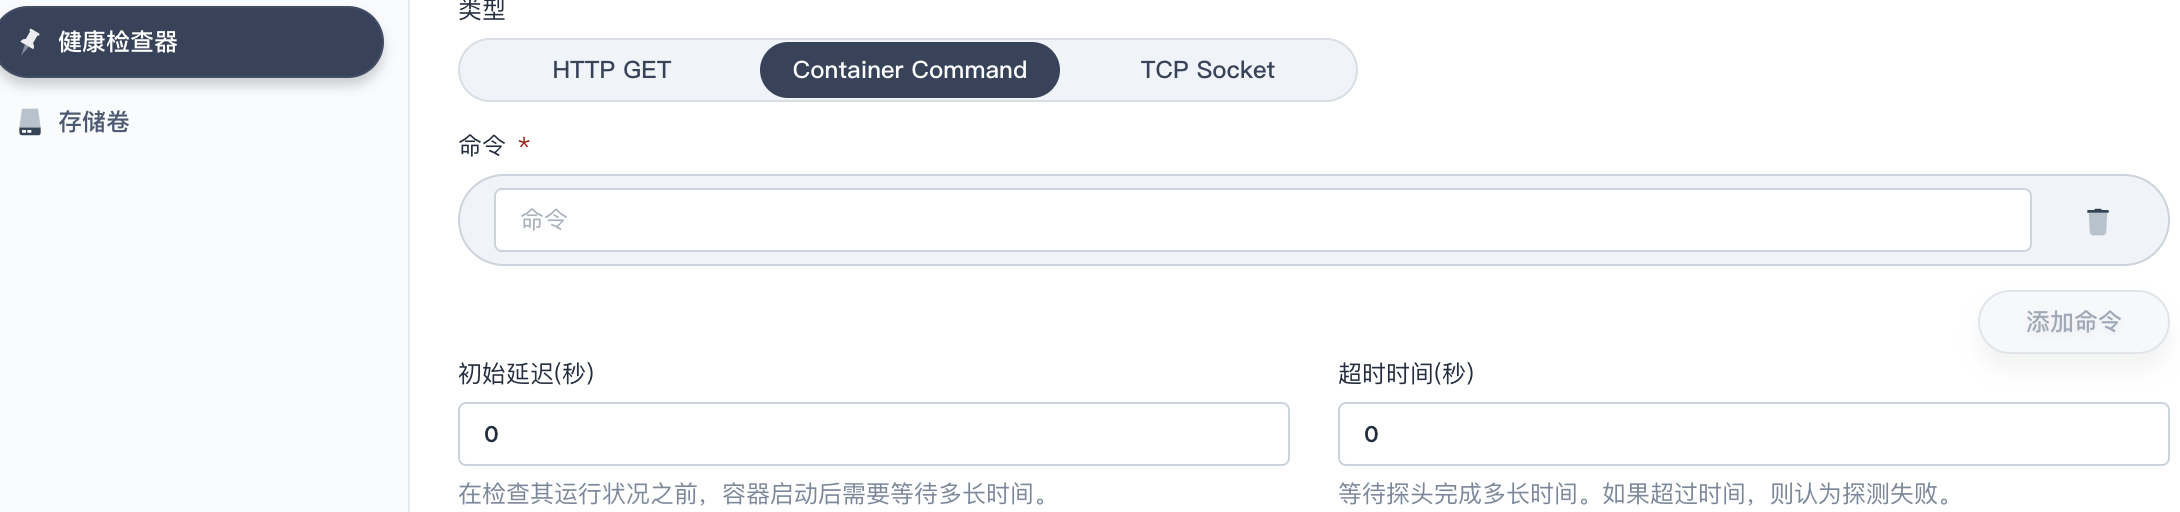 健康检查器
存储卷
类型
HTTP GET
Container Command
TCP Socket
命令 *
命令
添加命令
初始延迟(秒)
0
在检查其运行状况之前，容器启动后需要等待多长时间。
超时时间(秒)
0
等待探头完成多长时间。如果超过时间，则认为探测失败。